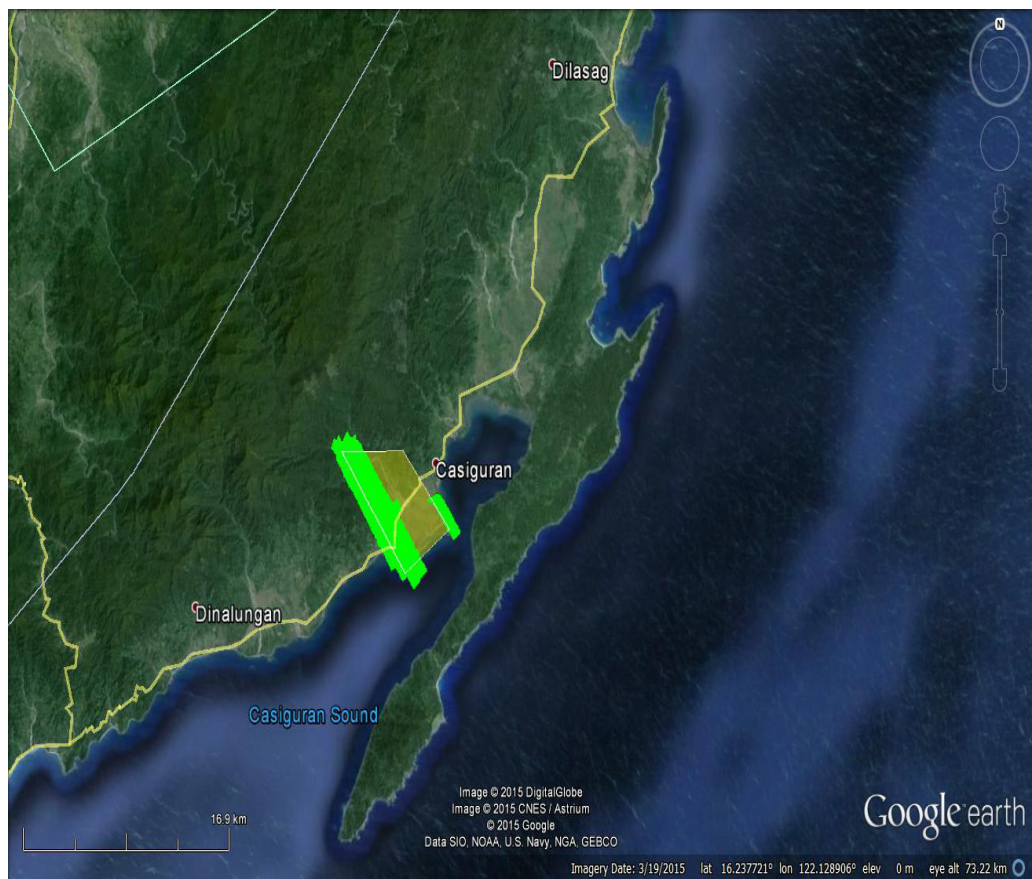 N
Dilasag
Casiguran
Dinalungan
Casiguran Sound
Image © 2015 DigitalGlobe
Image © 2015 CNES / Astrium
© 2015 Google
Data SIO, NOAA, U.S. Navy, NGA, GEBCO
16.9 km
Google earth
Imagery Date: 3/19/2015 lat 16.237721° lon 122.128906° elev 0 m eye alt 73.22 km